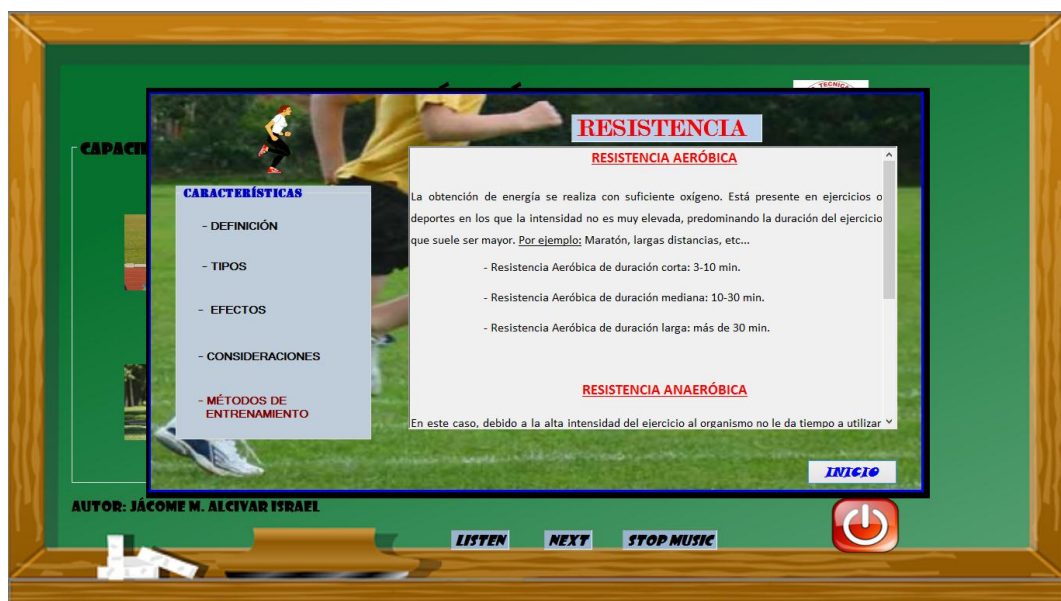 TECNICA
RESISTENCIA
CAPACI
RESISTENCIA AERÓBICA
CARACTERÍSTICAS
- DEFINICIÓN
- TIPOS
- EFECTOS
- CONSIDERACIONES
- MÉTODOS DE
ENTRENAMIENTO
La obtención de energía se realiza con suficiente oxígeno. Está presente en ejercicios o
deportes en los que la intensidad no es muy elevada, predominando la duración del ejercicio
que suele ser mayor. Por ejemplo: Maratón, largas distancias, etc...
- Resistencia Aeróbica de duración corta: 3-10 min.
- Resistencia Aeróbica de duración mediana: 10-30 min.
- Resistencia Aeróbica de duración larga: más de 30 min.
RESISTENCIA ANAERÓBICA
En este caso, debido a la alta intensidad del ejercicio al organismo no le da tiempo a utilizar
INICIO
AUTOR: JÁCOME M. ALCIVAR ISRAEL
LISTEN
NEXT
STOP MUSIC